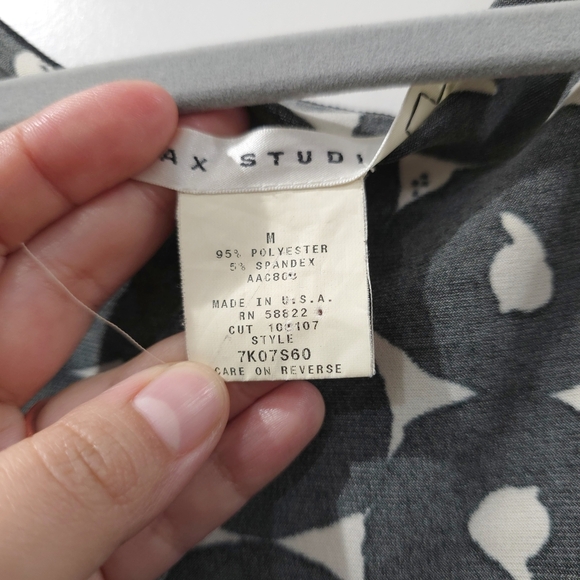 AX STUDI
M
95% POLYESTER
5% SPANDEX
MADE IN U.S.A.
RN 58822
CUT
STYLE
7K07S60
CARE ON REVERSE